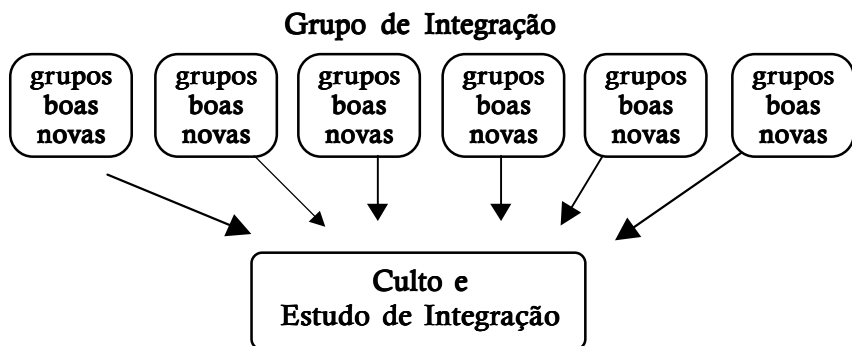 Grupo de Integração
grupos
boas
novas
grupos
boas
novas
grupos
boas
novas
grupos
boas
novas
grupos
boas
novas
grupos
boas
novas
Culto e
Estudo de Integração